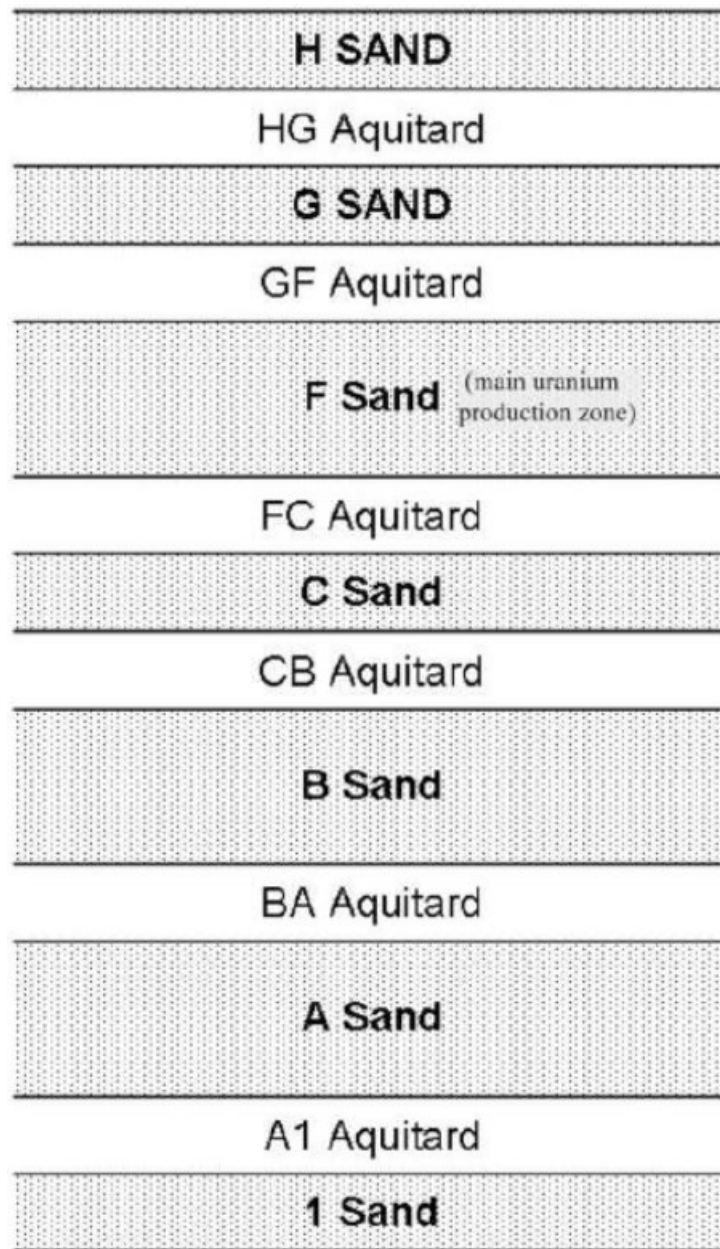 H SAND
HG Aquitard
G SAND
GF Aquitard
F Sand (main uranium
production zone)
FC Aquitard
C Sand
CB Aquitard
B Sand
BA Aquitard
A Sand
A1 Aquitard
1 Sand